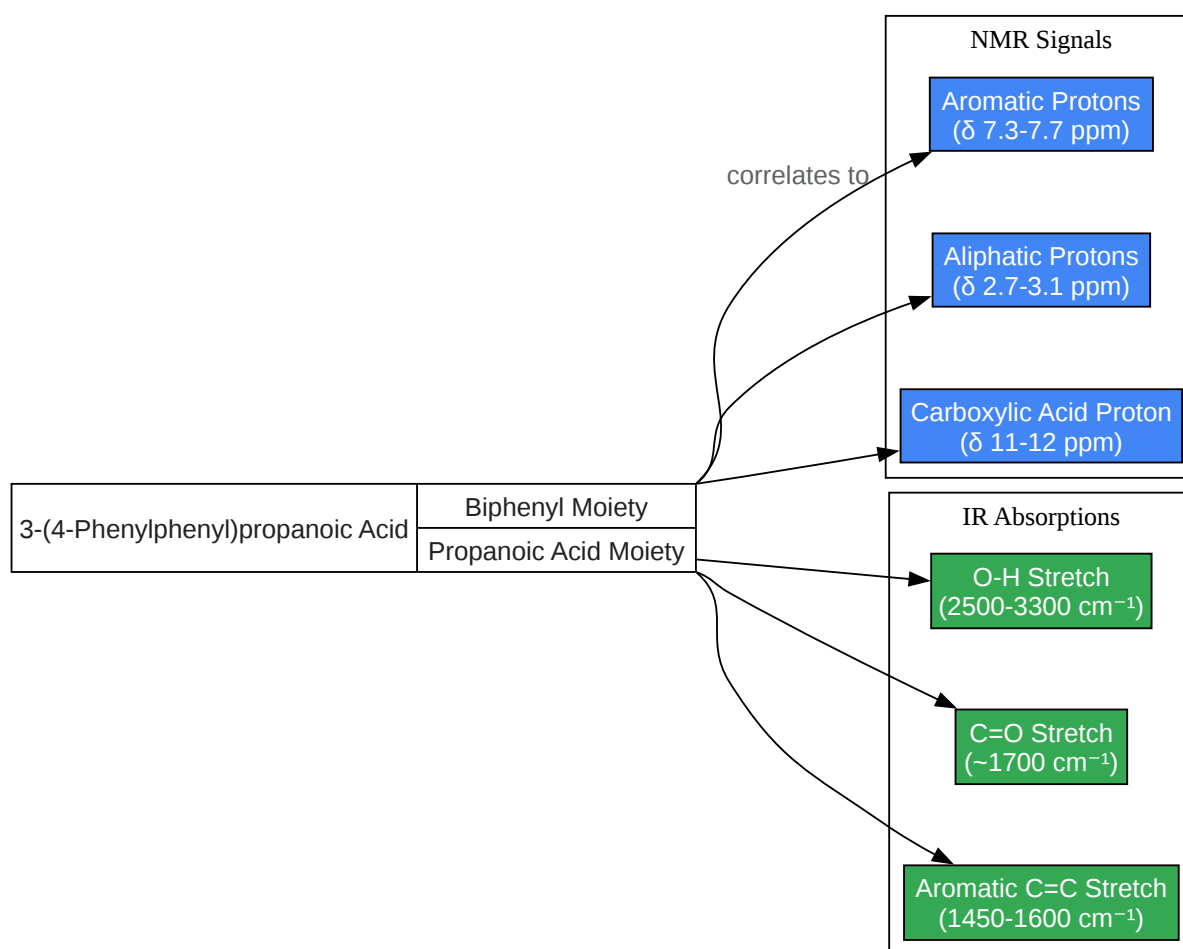 NMR Signals
Aromatic Protons
(δ 7.3-7.7 ppm)
correlates to
Aliphatic Protons
(δ 2.7-3.1 ppm)
Carboxylic Acid Proton
(δ 11-12 ppm)
3-(4-Phenylphenyl)propanoic Acid
Biphenyl Moiety
Propanoic Acid Moiety
IR Absorptions
O-H Stretch
(2500-3300 cm⁻¹)
C=O Stretch
(~1700 cm⁻¹)
Aromatic C=C Stretch
(1450-1600 cm⁻¹)